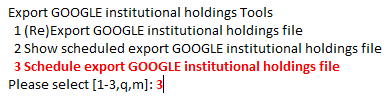 Export GOOGLE institutional holdings Tools
1 (Re)Export GOOGLE institutional holdings file
2 Show scheduled export GOOGLE institutional holdings file
3 Schedule export GOOGLE institutional holdings file
Please select [1-3,q,m]: 3